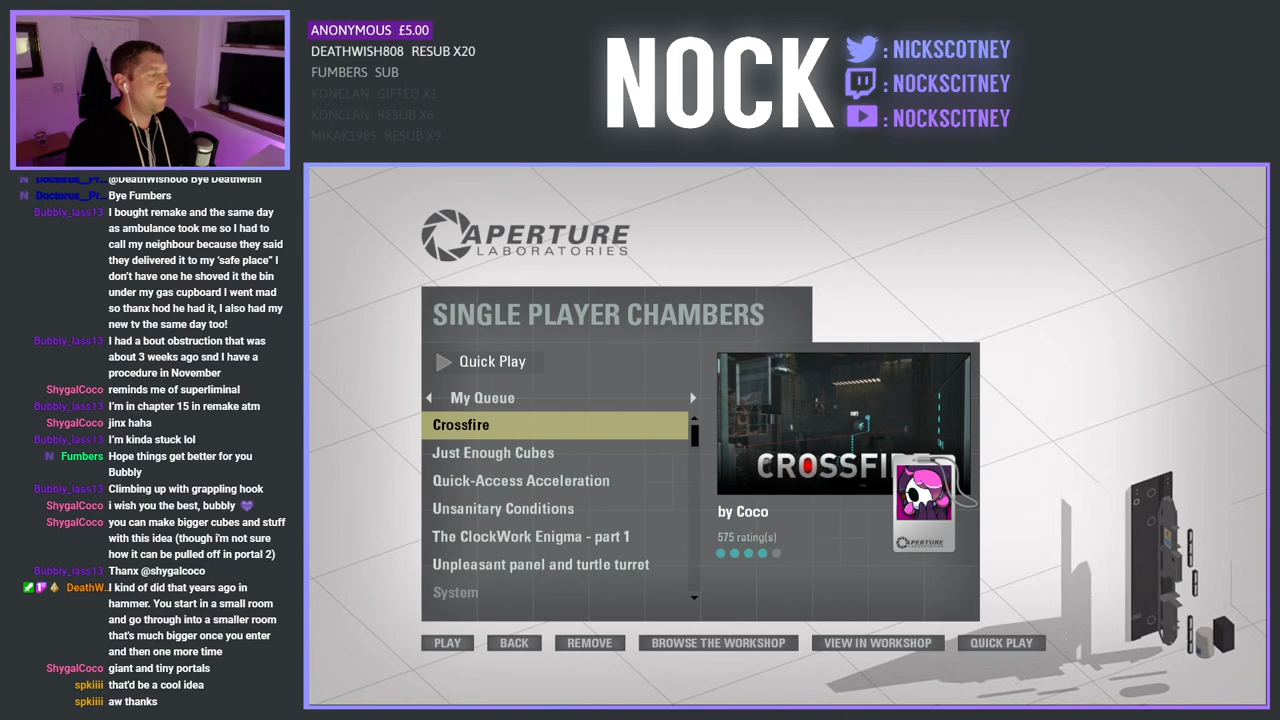 ANONYMOUS £5.00
DEATHWISH808 RESUB X20
FUMBERS SUB
KONCLAN GIFTED X1
KONCLAN RESUB X6
MIKAK1985 RESUB X9
NOCK
: NICKSCOTNEY
: NOCKSCITNEY
: NOCKSCITNEY
Doctorus__Pr... @DeathWish808 Bye Deathwish
Doctorus__Pr... Bye Fumbers
Bubbly_lass13 I bought remake and the same day
as ambulance took me so I had to
call my neighbour because they said
they delivered it to my 'safe place" I
don't have one he shoved it the bin
under my gas cupboard I went mad
so thanx hod he had it, I also had my
new tv the same day too!
Bubbly_lass13 I had a bout obstruction that was
about 3 weeks ago snd I have a
procedure in November
ShygalCoco reminds me of superliminal
Bubbly_lass13 I'm in chapter 15 in remake atm
ShygalCoco jinx haha
Bubbly_lass13 I'm kinda stuck lol
Fumbers Hope things get better for you
Bubbly
Bubbly_lass13 Climbing up with grappling hook
ShygalCoco i wish you the best, bubbly
ShygalCoco you can make bigger cubes and stuff
with this idea (though i'm not sure
how it can be pulled off in portal 2)
Bubbly_lass13 Thanx @shygalcoco
DeathW... I kind of did that years ago in
hammer. You start in a small room
and go through into a smaller room
that's much bigger once you enter
and then one more time
ShygalCoco giant and tiny portals
spkiiii that'd be a cool idea
spkiiii aw thanks
APERTURE
LABORATORIES
SINGLE PLAYER CHAMBERS
Quick Play
My Queue
Crossfire
Just Enough Cubes
Quick-Access Acceleration
Unsanitary Conditions
The ClockWork Enigma - part 1
Unpleasant panel and turtle turret
System
CROSSFI
APERTURE
by Coco
575 rating(s)
PLAY
BACK
REMOVE
BROWSE THE WORKSHOP
VIEW IN WORKSHOP
QUICK PLAY